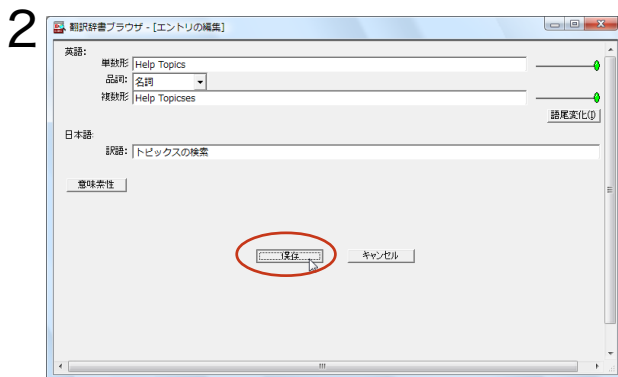 2
翻訳辞書ブラウザ - [エントリの編集]
英語:
単数形 Help Topics
品詞: 名詞
複数形 Help Topicses
語尾変化(I)
日本語:
訳語: トピックスの検索
意味素性
保存 キャンセル